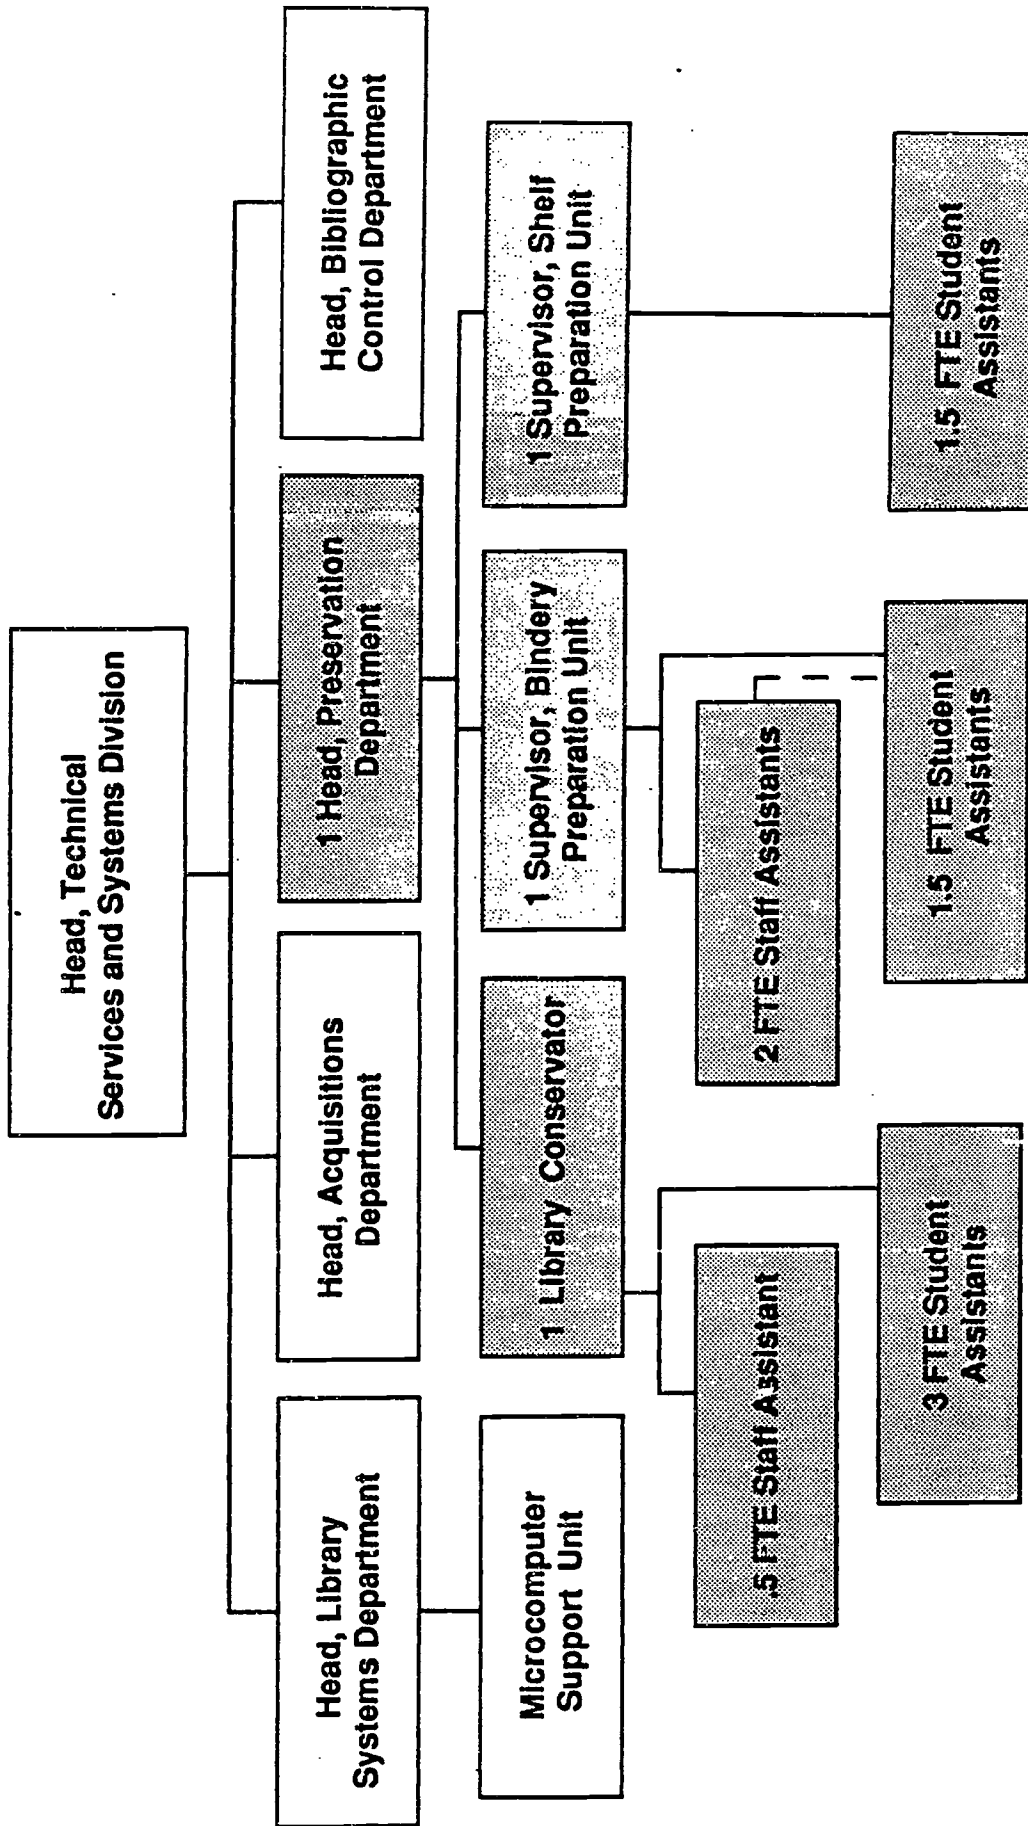 Head, Technical
Services and Systems Division
Head, Library
Systems Department
Head, Acquisitions
Department
1 Head, Preservation
Department
Head, Bibliographic
Control Department
Microcomputer
Support Unit
1 Library Conservator
1 Supervisor, Bindery
Preparation Unit
1 Supervisor, Shelf
Preparation Unit
.5 FTE Staff Assistant
2 FTE Staff Assistants
3 FTE Student
Assistants
1.5 FTE Student
Assistants
1.5 FTE Student
Assistants